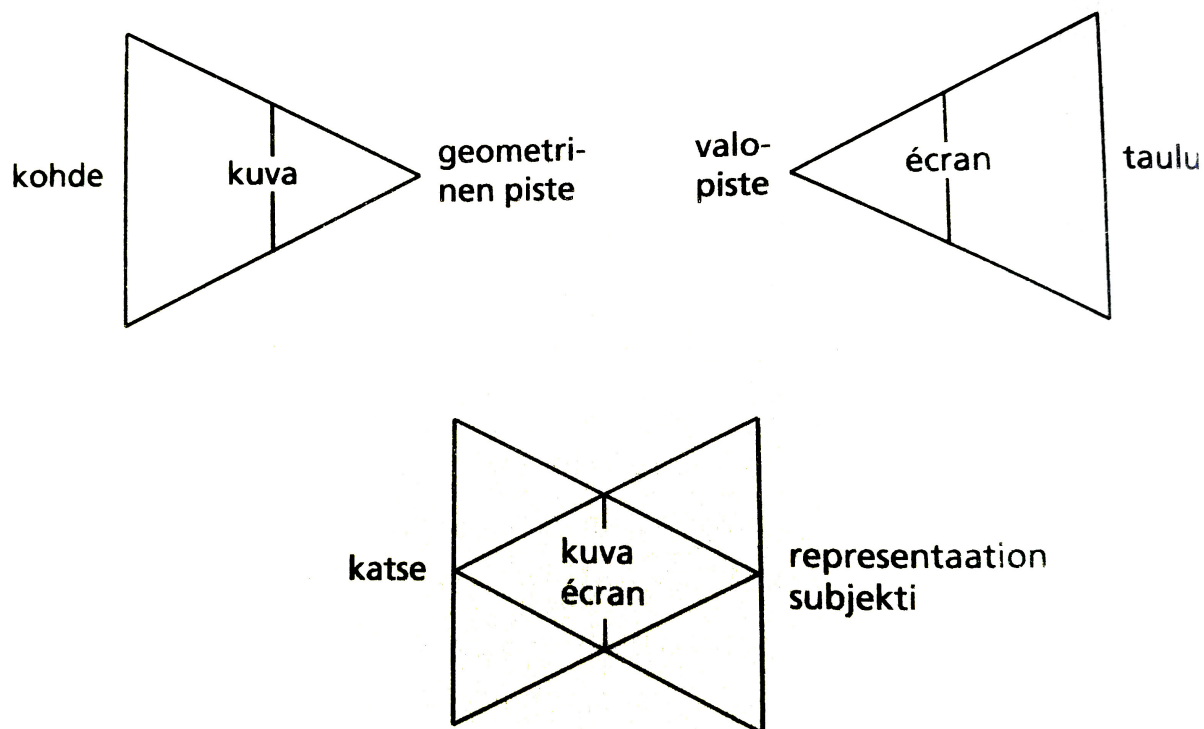 kohde
kuva
geometri-
nen piste
valo-
piste
écran
taulu
katse
kuva
écran
representaation
subjekti